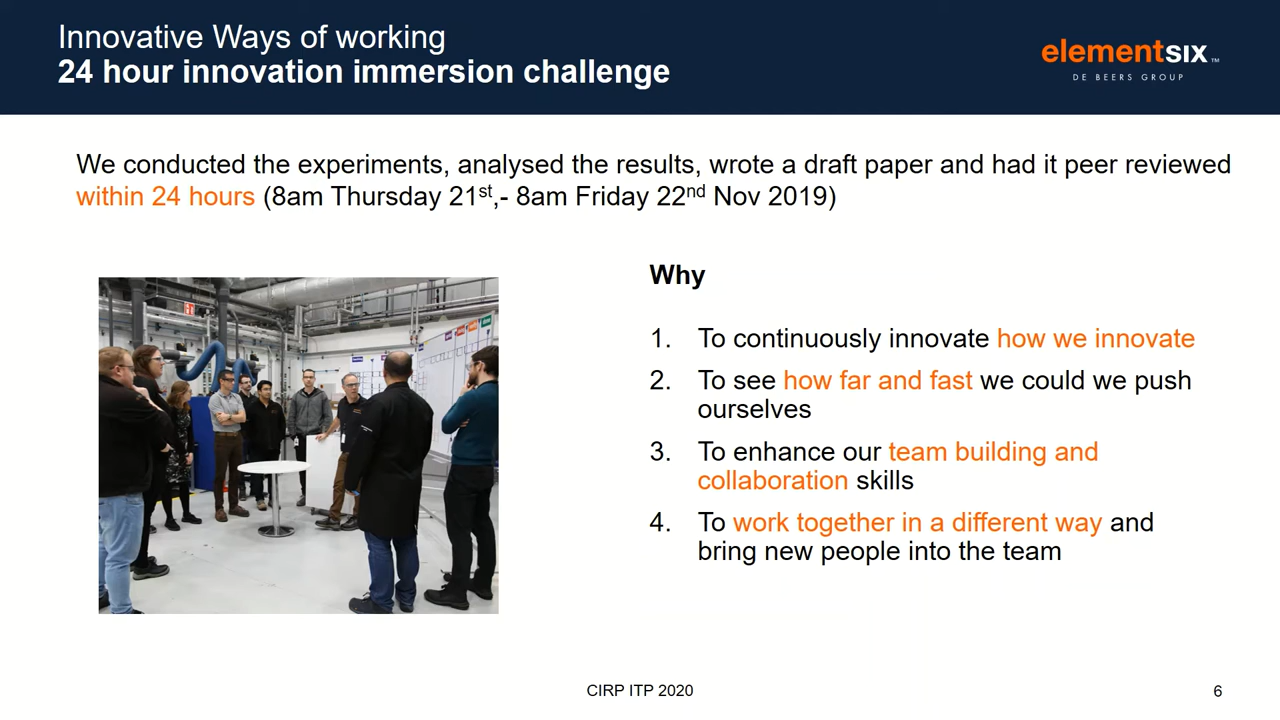 Innovative Ways of working
24 hour innovation immersion challenge
elementsix™
DE BEERS GROUP
We conducted the experiments, analysed the results, wrote a draft paper and had it peer reviewed
within 24 hours (8am Thursday 21st,- 8am Friday 22nd Nov 2019)
Why
1. To continuously innovate how we innovate
2. To see how far and fast we could we push
ourselves
3. To enhance our team building and
collaboration skills
4. To work together in a different way and
bring new people into the team
CIRP ITP 2020
6